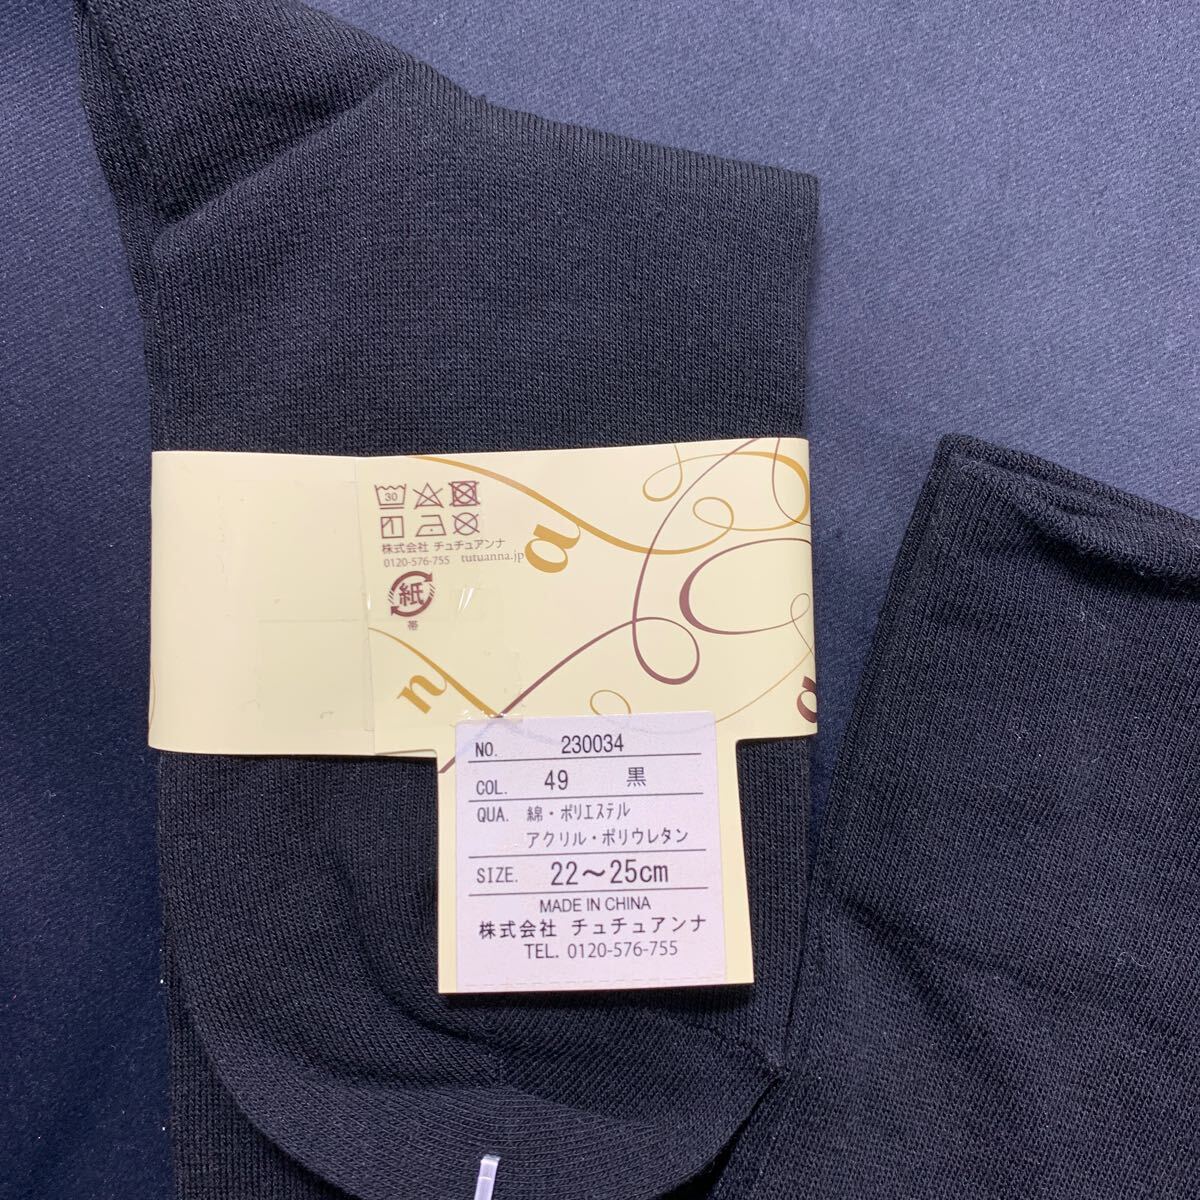 30
株式会社 チュチュアンナ
0120-576-755 tutuanna.jp
紙
帯
a
n
a
NO. 230034
COL. 49 黒
QUA. 綿・ポリエステル
アクリル・ポリウレタン
SIZE. 22〜25cm
MADE IN CHINA
株式会社 チュチュアンナ
TEL. 0120-576-755